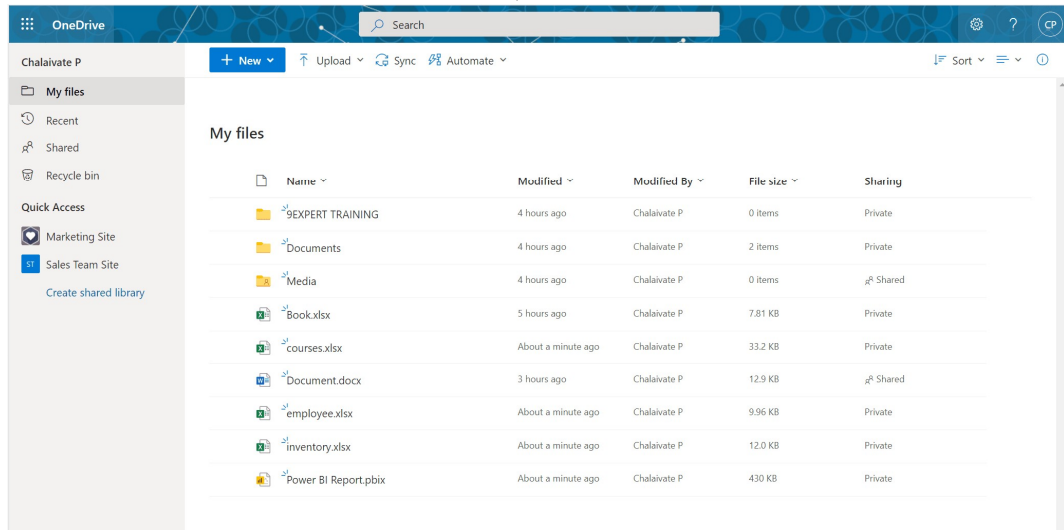 OneDrive Search ? CP
Chalaivate P + New Upload Sync Automate Sort
My files
Recent
Shared
Recycle bin
Quick Access
Marketing Site
ST Sales Team Site
Create shared library
My files
Name Modified Modified By File size Sharing
9EXPERT TRAINING 4 hours ago Chalaivate P 0 items Private
Documents 4 hours ago Chalaivate P 2 items Private
Media 4 hours ago Chalaivate P 0 items Shared
Book.xlsx 5 hours ago Chalaivate P 7.81 KB Private
courses.xlsx About a minute ago Chalaivate P 33.2 KB Private
Document.docx 3 hours ago Chalaivate P 12.9 KB Shared
employee.xlsx About a minute ago Chalaivate P 9.96 KB Private
inventory.xlsx About a minute ago Chalaivate P 12.0 KB Private
Power BI Report.pbix About a minute ago Chalaivate P 430 KB Private